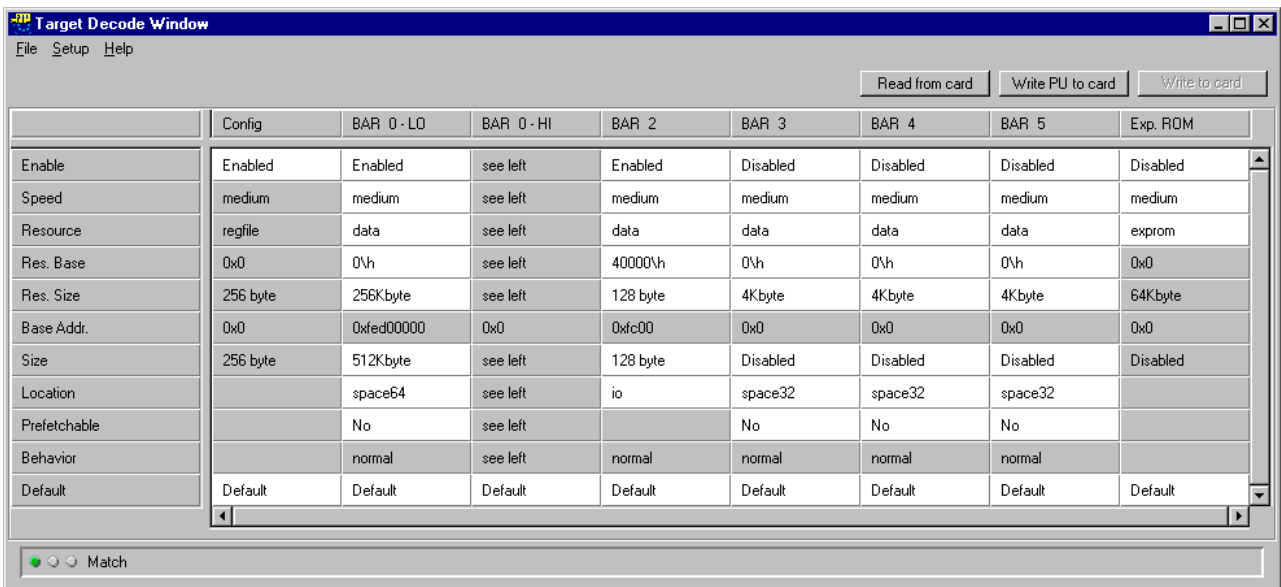 Target Decode Window
File Setup Help
Read from card Write PU to card Write to card
Config BAR 0 - LO BAR 0 - HI BAR 2 BAR 3 BAR 4 BAR 5 Exp. ROM
Enable Enabled Enabled see left Enabled Disabled Disabled Disabled Disabled
Speed medium medium see left medium medium medium medium medium
Resource regfile data see left data data data data exprom
Res. Base 0x0 0\h see left 40000\h 0\h 0\h 0\h 0x0
Res. Size 256 byte 256Kbyte see left 128 byte 4Kbyte 4Kbyte 4Kbyte 64Kbyte
Base Addr. 0x0 0xfed00000 0x0 0xfc00 0x0 0x0 0x0 0x0
Size 256 byte 512Kbyte see left 128 byte Disabled Disabled Disabled Disabled
Location space64 see left io space32 space32 space32
Prefetchable No see left No No No
Behavior normal see left normal normal normal normal
Default Default Default Default Default Default Default Default Default
Match